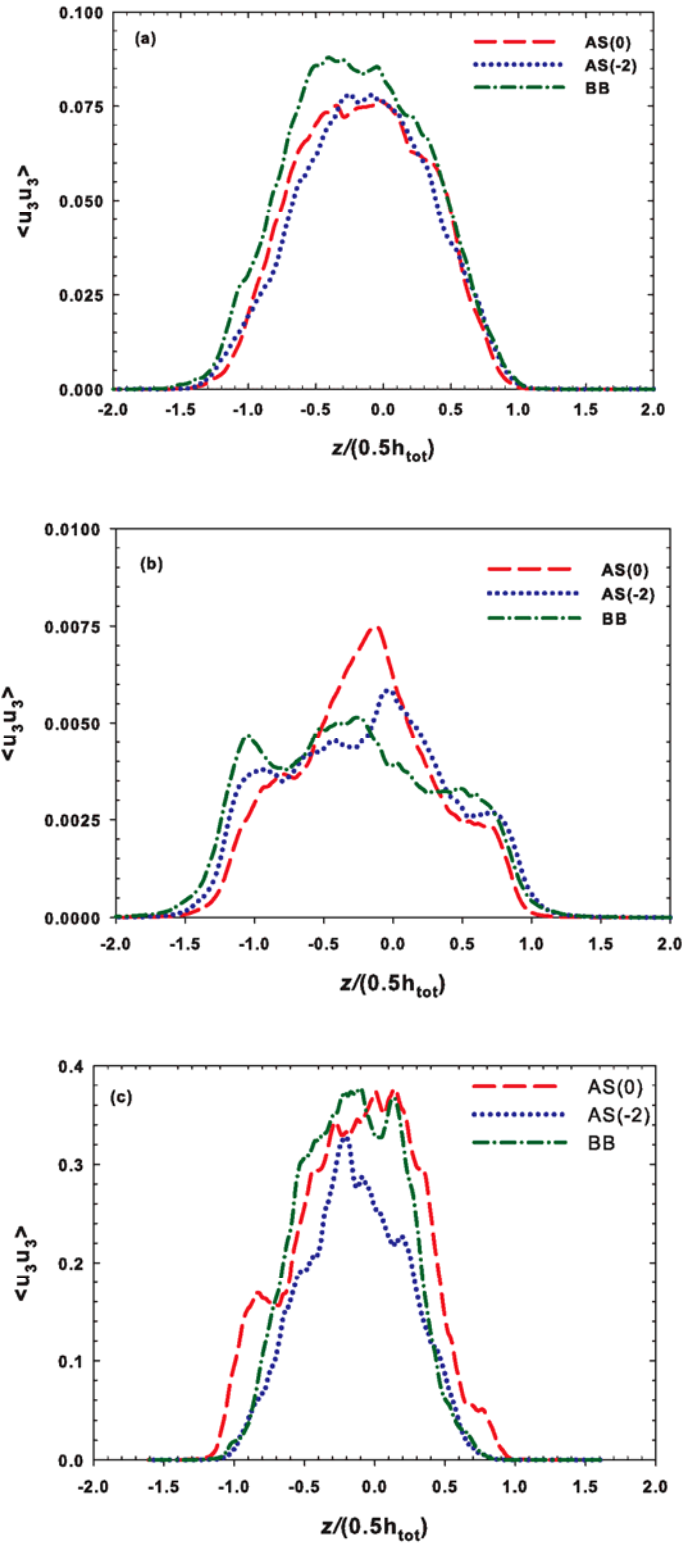 (a)
AS(0)
AS(-2)
BB
0.100
0.075
0.050
0.025
0.000
<u₃u₃>
-2.0 -1.5 -1.0 -0.5 0.0 0.5 1.0 1.5 2.0
z/(0.5hₜₒₜ)
(b)
AS(0)
AS(-2)
BB
0.0100
0.0075
0.0050
0.0025
0.0000
<u₃u₃>
-2.0 -1.5 -1.0 -0.5 0.0 0.5 1.0 1.5 2.0
z/(0.5hₜₒₜ)
(c)
AS(0)
AS(-2)
BB
0.4
0.3
0.2
0.1
0.0
<u₃u₃>
-2.0 -1.5 -1.0 -0.5 0.0 0.5 1.0 1.5 2.0
z/(0.5hₜₒₜ)